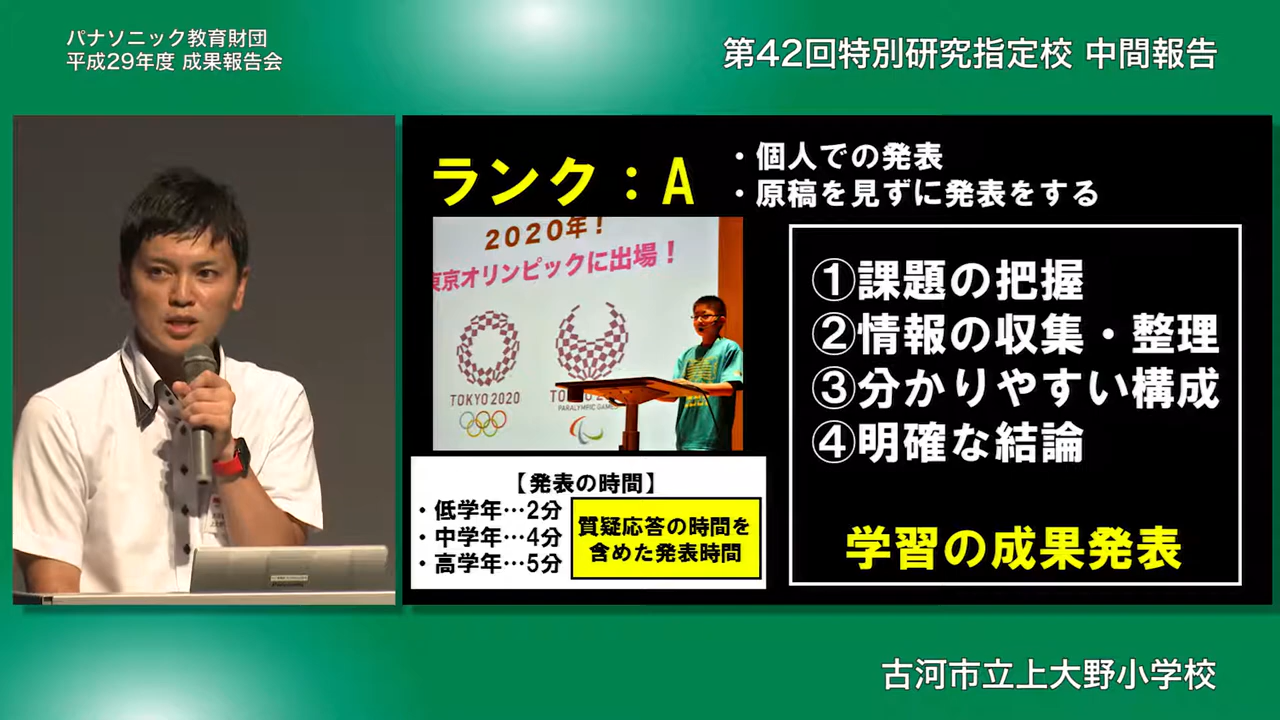 パナソニック教育財団
平成29年度 成果報告会
第42回特別研究指定校 中間報告
ランク：A
・個人での発表
・原稿を見ずに発表をする
2020年！
東京オリンピックに出場！
TOKYO 2020
PARALYMPIC GAMES
【発表の時間】
・低学年…2分
・中学年…4分
・高学年…5分
質疑応答の時間を
含めた発表時間
①課題の把握
②情報の収集・整理
③分かりやすい構成
④明確な結論
学習の成果発表
古河市立上大野小学校